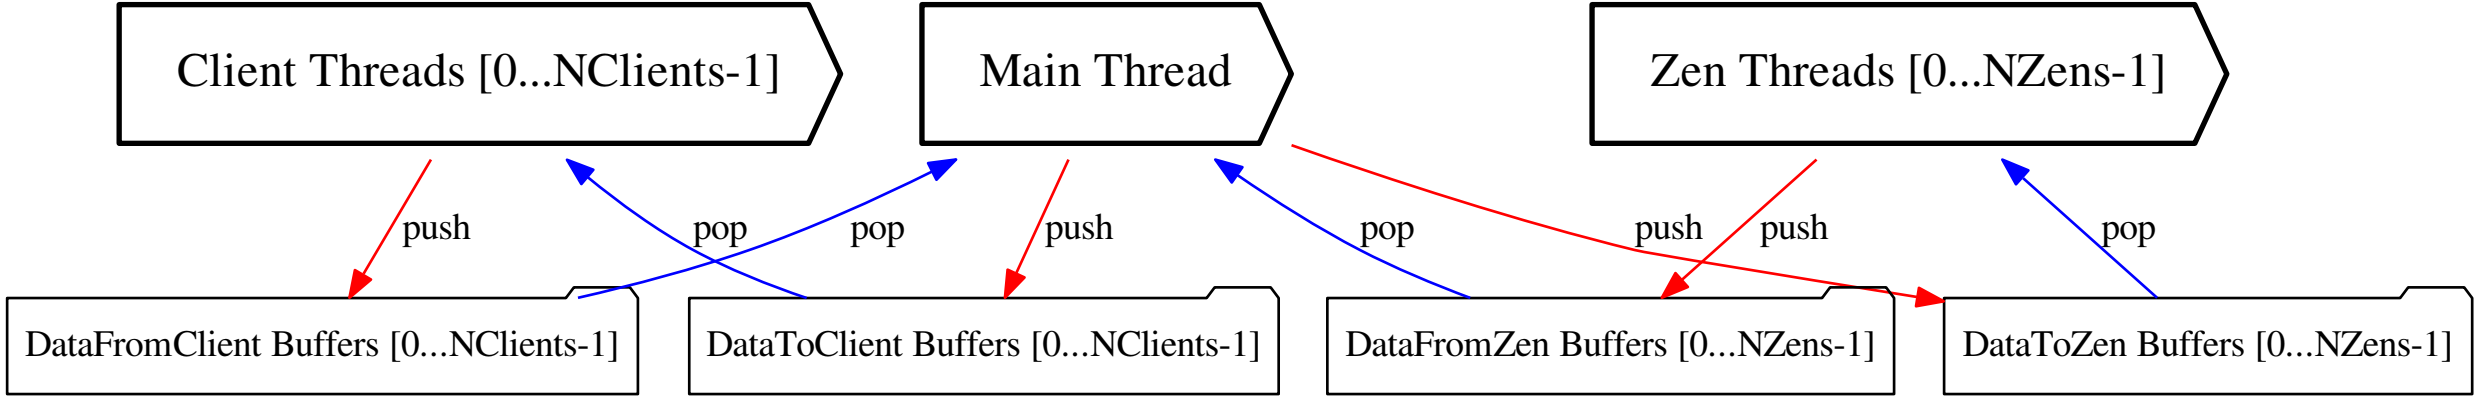 Client Threads [0...NClients-1]
Main Thread
Zen Threads [0...NZens-1]
push
pop
pop
push
pop
push
push
pop
DataFromClient Buffers [0...NClients-1]
DataToClient Buffers [0...NClients-1]
DataFromZen Buffers [0...NZens-1]
DataToZen Buffers [0...NZens-1]